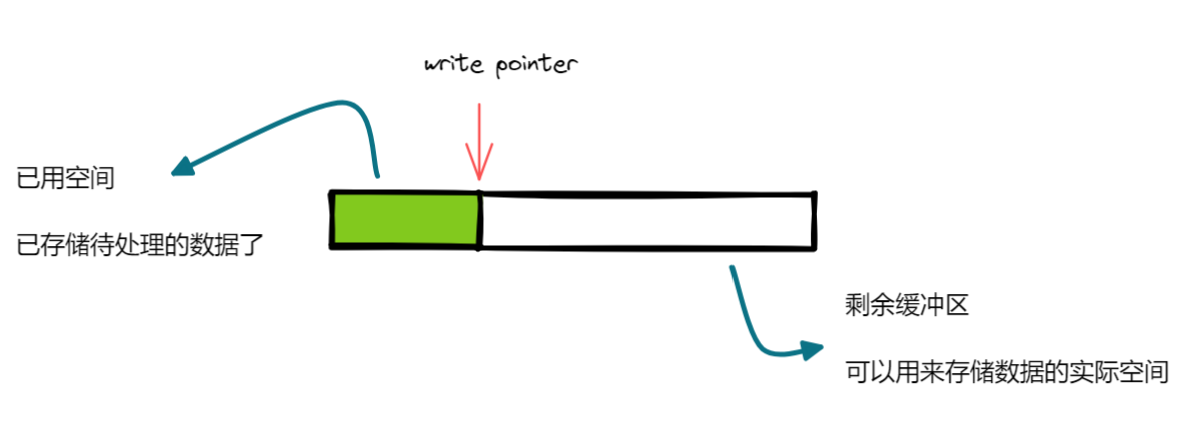 write pointer
已用空间
已存储待处理的数据了
剩余缓冲区
可以用来存储数据的实际空间